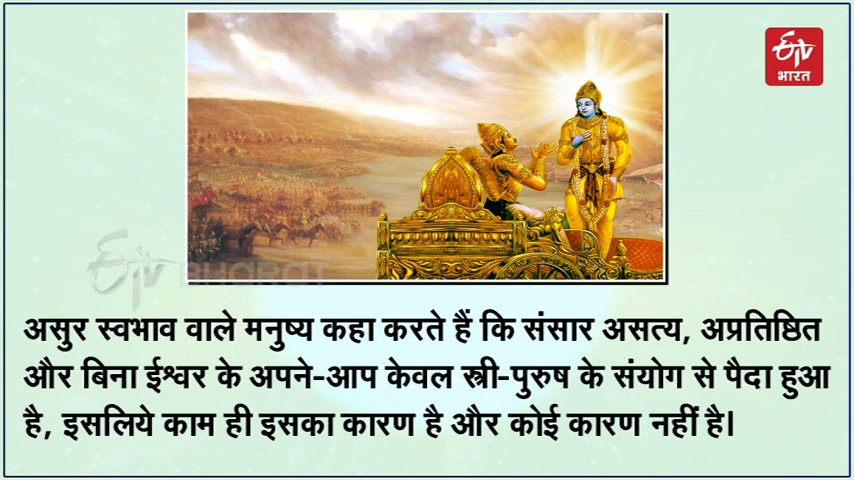 भारत
BHARAT
असुर स्वभाव वाले मनुष्य कहा करते हैं कि संसार असत्य, अप्रतिष्ठित
और बिना ईश्वर के अपने-आप केवल स्त्री-पुरुष के संयोग से पैदा हुआ
है, इसलिये काम ही इसका कारण है और कोई कारण नहीं है।